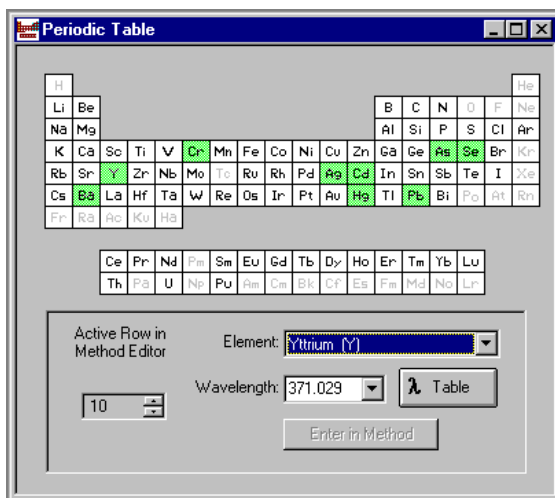 Periodic Table
H He
Li Be B C N O F Ne
Na Mg Al Si P S Cl Ar
K Ca Sc Ti V Cr Mn Fe Co Ni Cu Zn Ga Ge As Se Br Kr
Rb Sr Y Zr Nb Mo Tc Ru Rh Pd Ag Cd In Sn Sb Te I Xe
Cs Ba La Hf Ta W Re Os Ir Pt Au Hg Tl Pb Bi Po At Rn
Fr Ra Ac Ku Ha
Ce Pr Nd Pm Sm Eu Gd Tb Dy Ho Er Tm Yb Lu
Th Pa U Np Pu Am Cm Bk Cf Es Fm Md No Lr
Active Row in
Method Editor
10
Element: Yttrium (Y)
Wavelength: 371.029
λ Table
Enter in Method